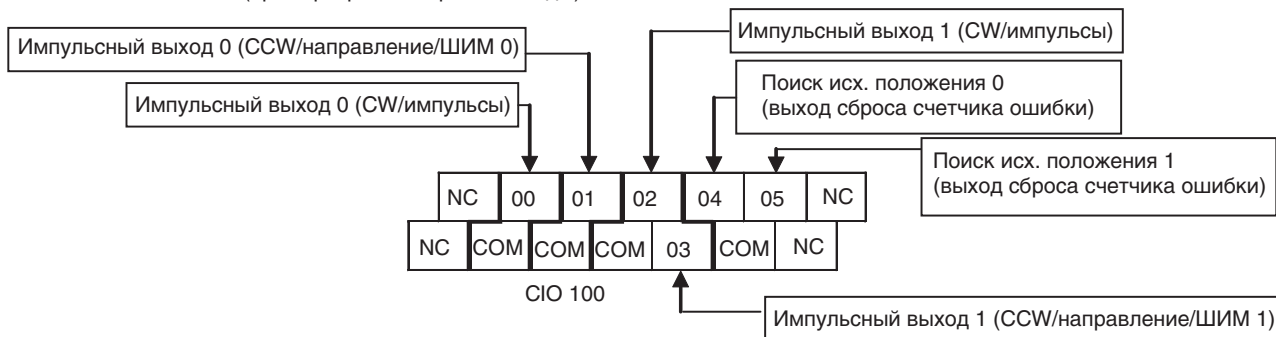 Импульсный выход 1 (CW/импульсы)
Импульсный выход 0 (CCW/направление/ШИМ 0)
Поиск исх. положения 0
(выход сброса счетчика ошибки)
Импульсный выход 0 (CW/импульсы)
Поиск исх. положения 1
(выход сброса счетчика ошибки)
NC 00 01 02 04 05 NC
NC COM COM COM 03 COM NC
CIO 100
Импульсный выход 1 (CCW/направление/ШИМ 1)